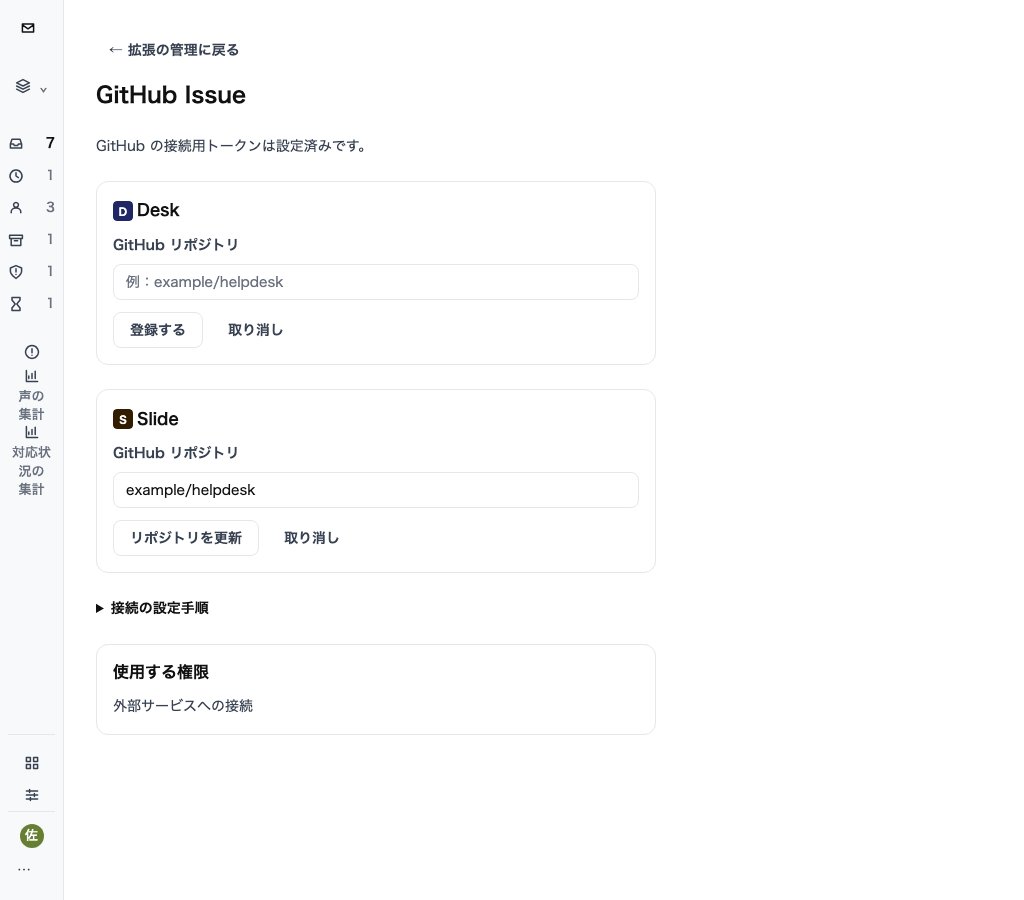 ← 拡張の管理に戻る
GitHub Issue
GitHub の接続用トークンは設定済みです。
7
1
3
1
1
1
声の
集計
対応状
況の
集計
佐
…
D Desk
GitHub リポジトリ
例：example/helpdesk
登録する 取り消し
S Slide
GitHub リポジトリ
example/helpdesk
リポジトリを更新 取り消し
▶ 接続の設定手順
使用する権限
外部サービスへの接続